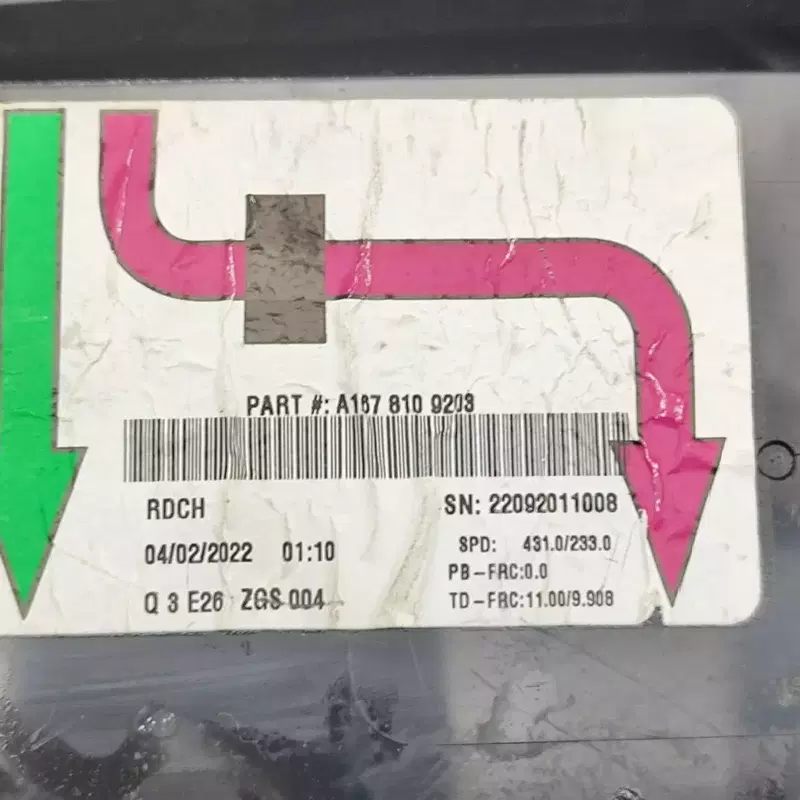 PART #: A167 810 9203
RDCH
SN: 22092011008
04/02/2022 01:10
SPD: 431.0/233.0
PB-FRC:0.0
Q 3 E26 ZGS 004
TD-FRC:11.00/9.908